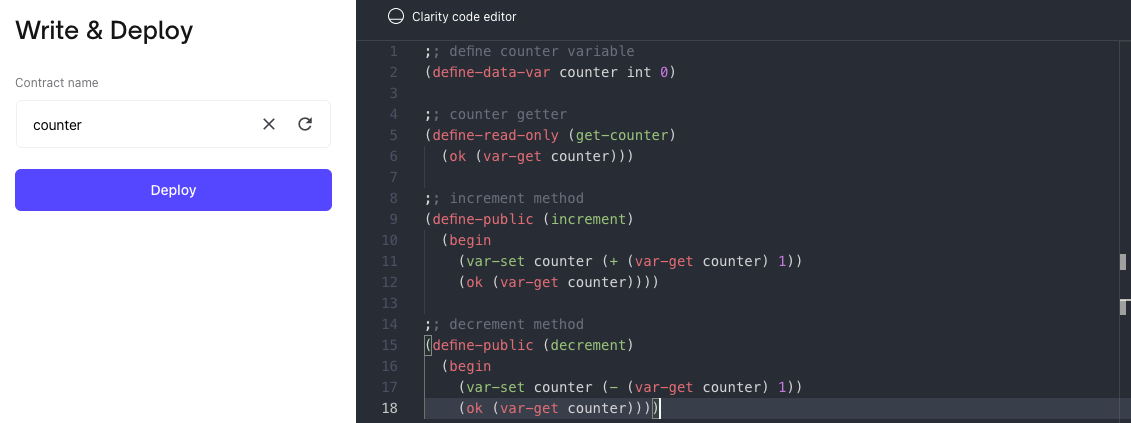 Write & Deploy
Contract name
counter
Deploy
Clarity code editor
1 ;; define counter variable
2 (define-data-var counter int 0)
3
4 ;; counter getter
5 (define-read-only (get-counter)
6   (ok (var-get counter)))
7
8 ;; increment method
9 (define-public (increment)
10   (begin
11     (var-set counter (+ (var-get counter) 1))
12     (ok (var-get counter))))
13
14 ;; decrement method
15 (define-public (decrement)
16   (begin
17     (var-set counter (- (var-get counter) 1))
18     (ok (var-get counter))))